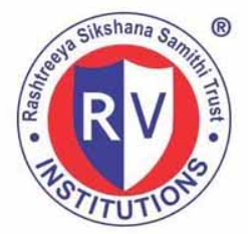 Rashtreeya Sikshana Samithi Trust
®
RV
• INSTITUTIONS •